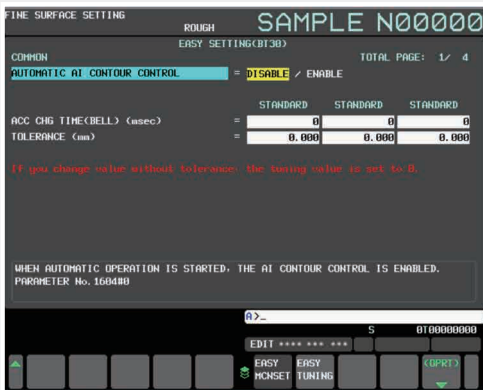 FINE SURFACE SETTING
ROUGH SAMPLE N00000
EASY SETTING(BT30)
COMMON TOTAL PAGE: 1/ 4
AUTOMATIC AI CONTOUR CONTROL = DISABLE / ENABLE
STANDARD STANDARD STANDARD
ACC CHG TIME(BELL) (msec) = 0 0 0
TOLERANCE (mm) = 0.000 0.000 0.000
If you change value without tolerance, the tuning value is set to 0.
WHEN AUTOMATIC OPERATION IS STARTED, THE AI CONTOUR CONTROL IS ENABLED.
PARAMETER No.1604#0
A>_
S 0T00000000
EDIT **** *** ***
EASY MCNSET
EASY TUNING
(OPRT)